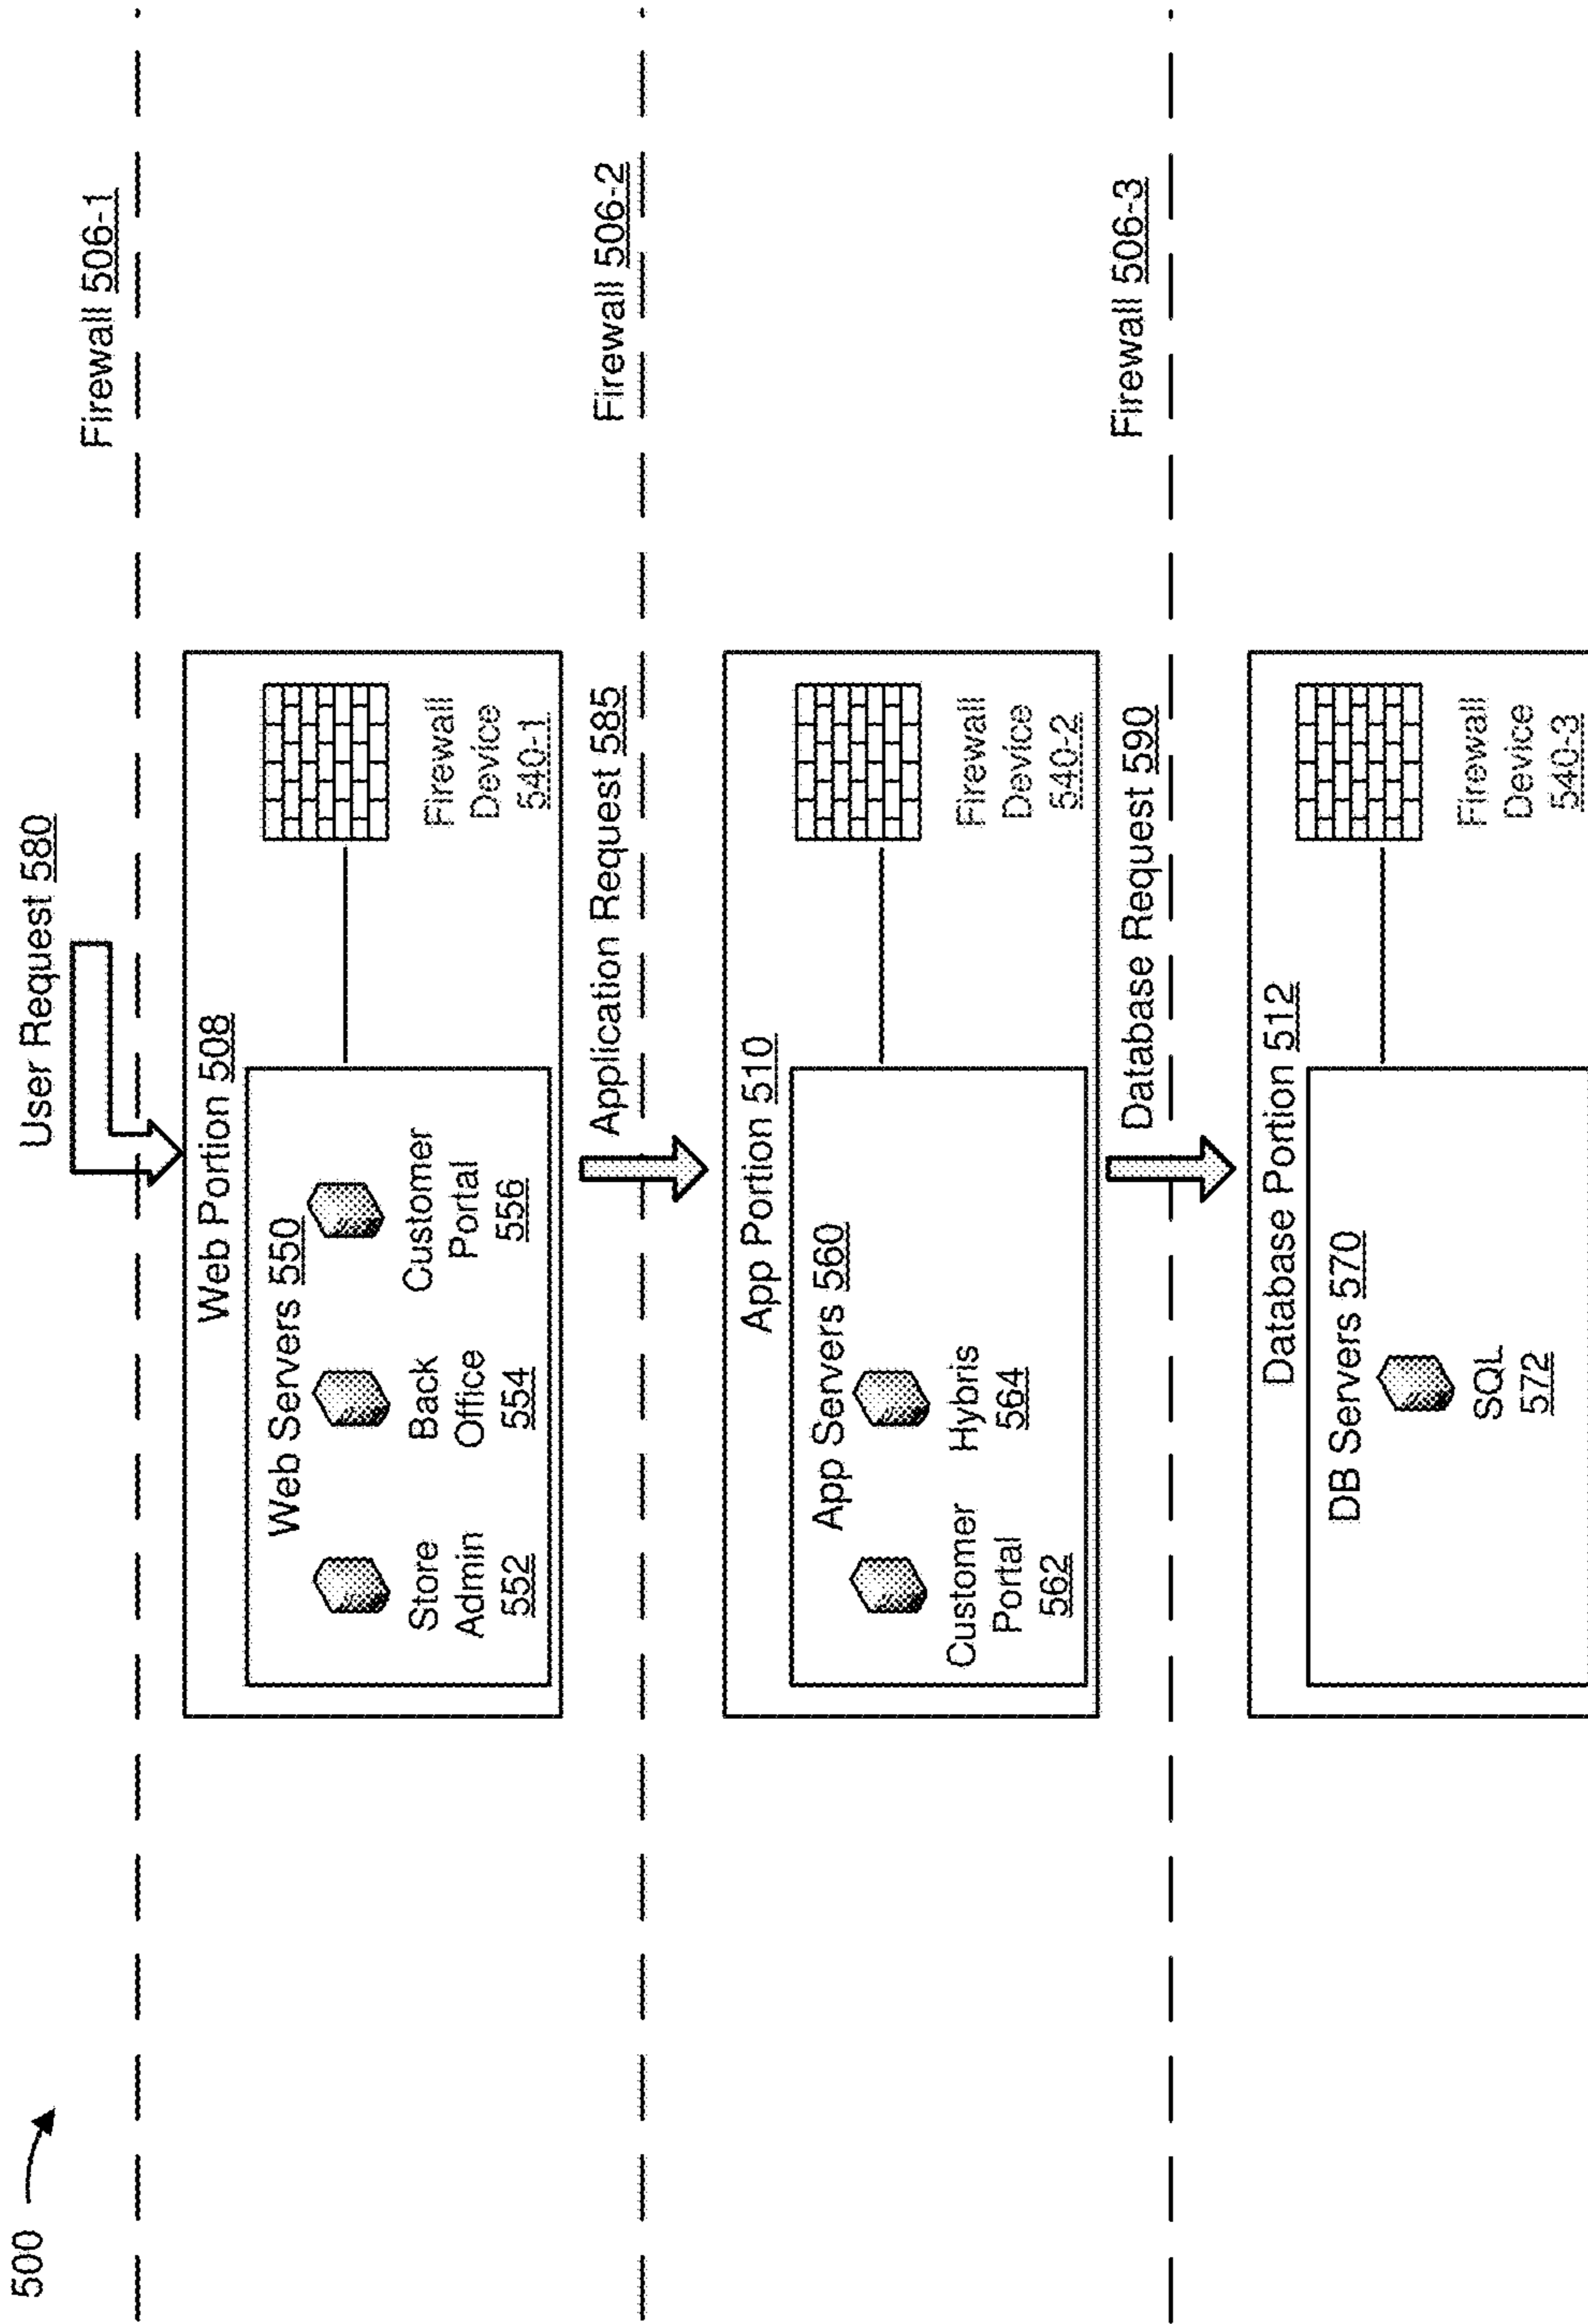 500
User Request 580
Firewall 506-1
Web Portion 508
Web Servers 550
Store
Admin
552
Back
Office
554
Customer
Portal
556
Firewall
Device
540-1
Application Request 585
Firewall 506-2
App Portion 510
App Servers 560
Customer
Portal
562
Hybris
564
Firewall
Device
540-2
Database Request 590
Firewall 506-3
Database Portion 512
DB Servers 570
SQL
572
Firewall
Device
540-3